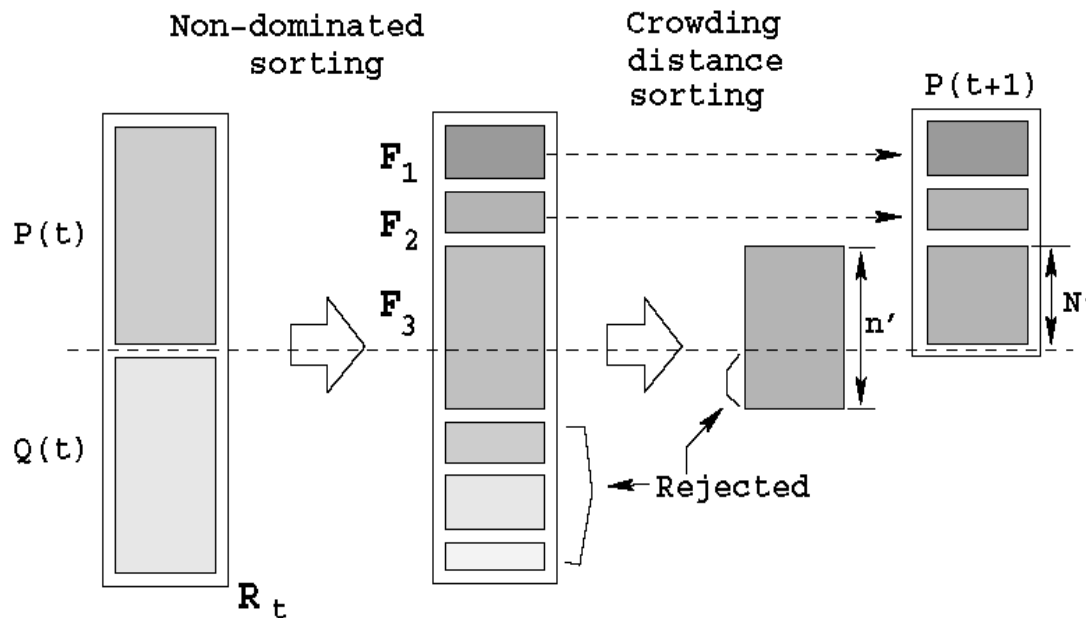 Non-dominated
sorting
Crowding
distance
sorting
P(t+1)
F1
P(t)
F2
F3
n′
N'
Q(t)
Rejected
Rt